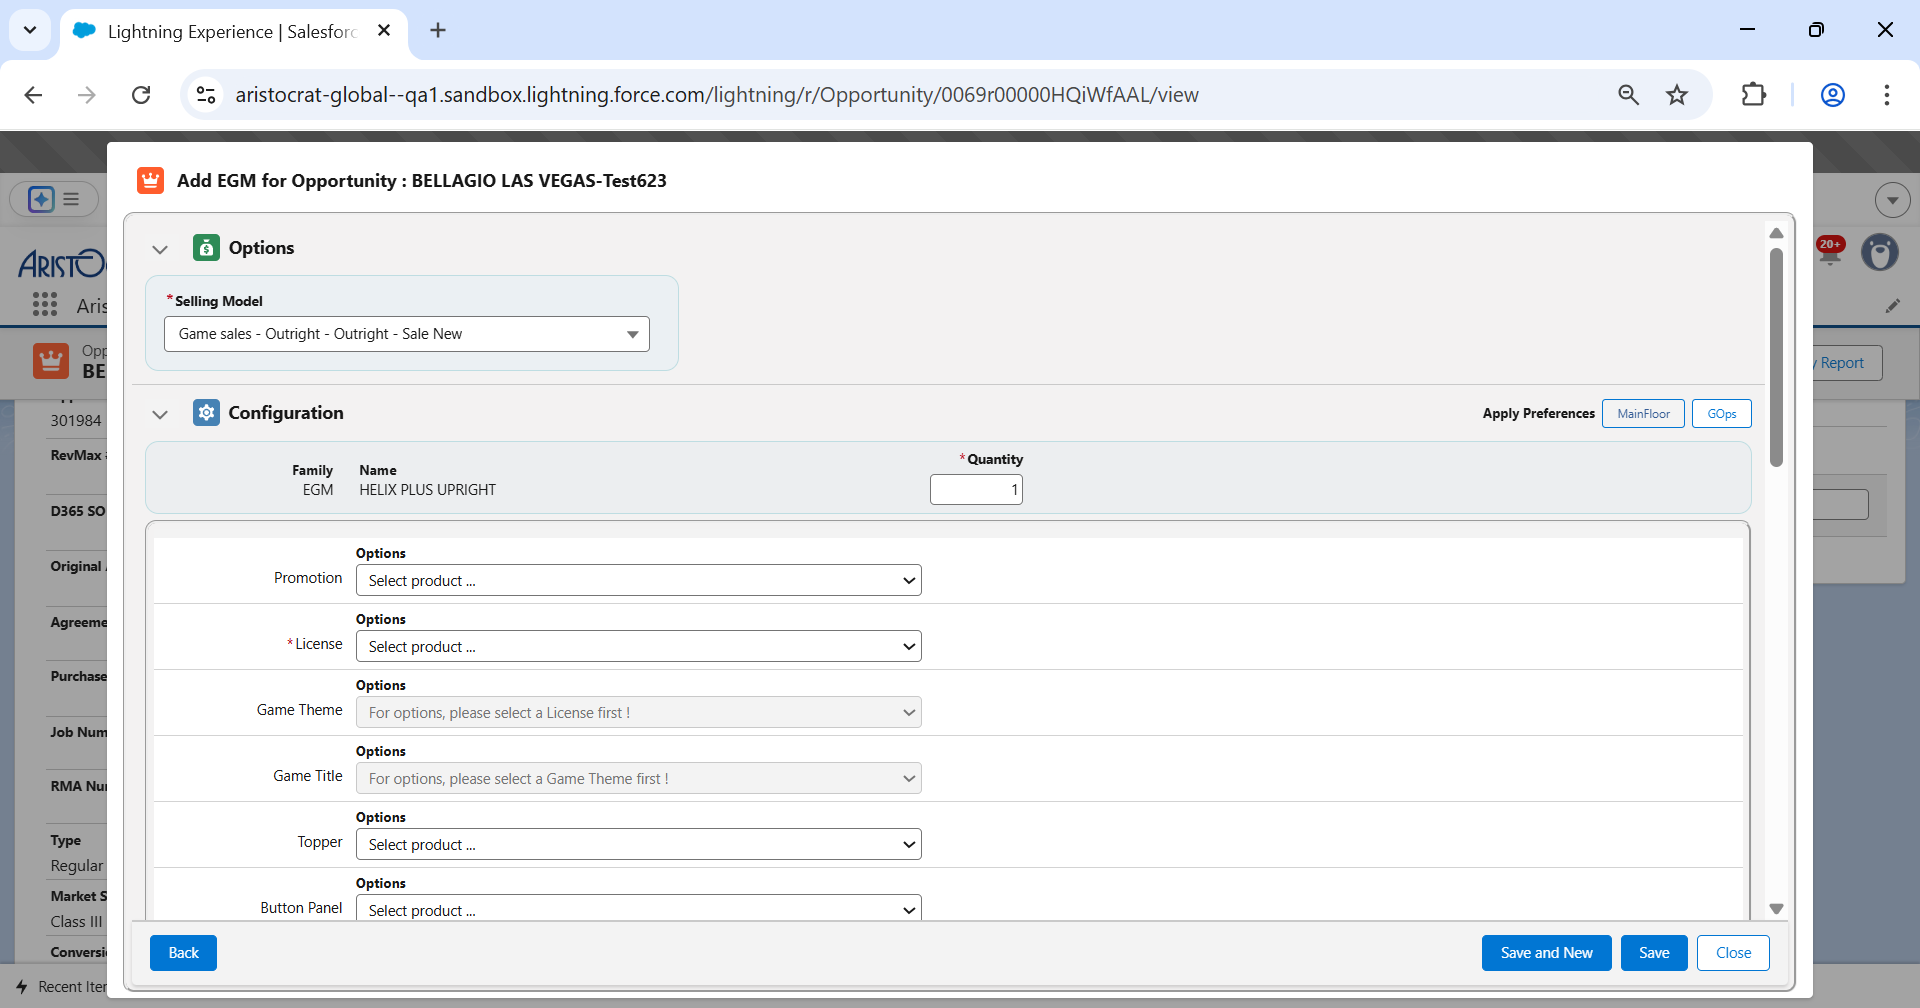 Lightning Experience | Salesforc
aristocrat-global--qa1.sandbox.lightning.force.com/lightning/r/Opportunity/0069r00000HQiWfAAL/view
Add EGM for Opportunity : BELLAGIO LAS VEGAS-Test623
Options
*Selling Model
Game sales - Outright - Outright - Sale New
Configuration
Apply Preferences
MainFloor
GOps
Family
Name
*Quantity
EGM
HELIX PLUS UPRIGHT
1
Options
Promotion
Select product ...
Options
*License
Select product ...
Options
Game Theme
For options, please select a License first !
Options
Game Title
For options, please select a Game Theme first !
Options
Topper
Select product ...
Options
Button Panel
Select product ...
Back
Save and New
Save
Close
ARISTO
20+
Aris
Opp
BE
y Report
301984
RevMax
D365 SO
Original
Agreeme
Purchase
Job Num
RMA Nu
Type
Regular
Market S
Class III
Conversi
Recent Iter